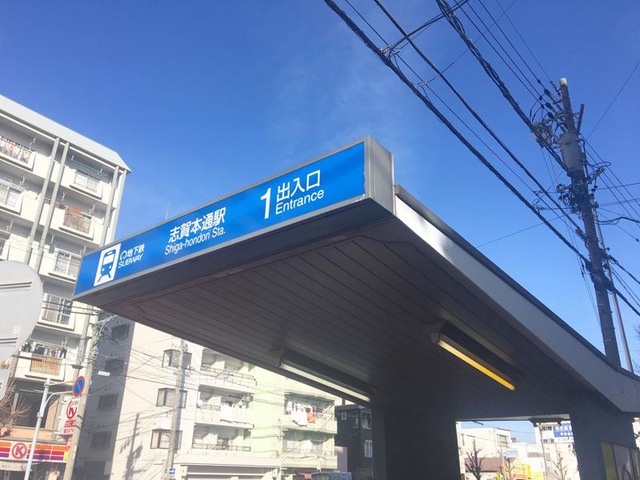 地下鉄
SUBWAY
志賀本通駅
Shiga-hondori Sta.
1
出入口
Entrance
K